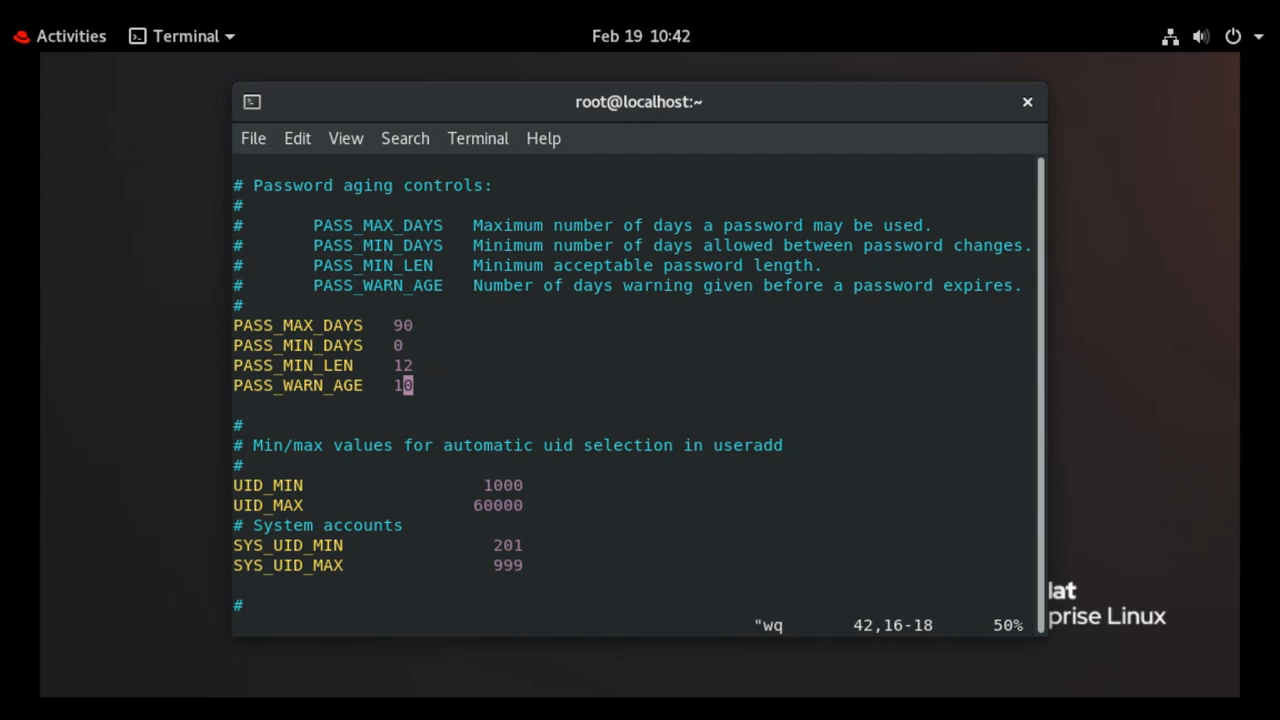 Activities
Terminal
Feb 19 10:42
root@localhost:~
File Edit View Search Terminal Help
# Password aging controls:
#
#       PASS_MAX_DAYS   Maximum number of days a password may be used.
#       PASS_MIN_DAYS   Minimum number of days allowed between password changes.
#       PASS_MIN_LEN    Minimum acceptable password length.
#       PASS_WARN_AGE   Number of days warning given before a password expires.
#
PASS_MAX_DAYS   90
PASS_MIN_DAYS   0
PASS_MIN_LEN    12
PASS_WARN_AGE   10
#
# Min/max values for automatic uid selection in useradd
#
UID_MIN                  1000
UID_MAX                 60000
# System accounts
SYS_UID_MIN               201
SYS_UID_MAX               999
#
"wq       42,16-18      50%
lat
prise Linux